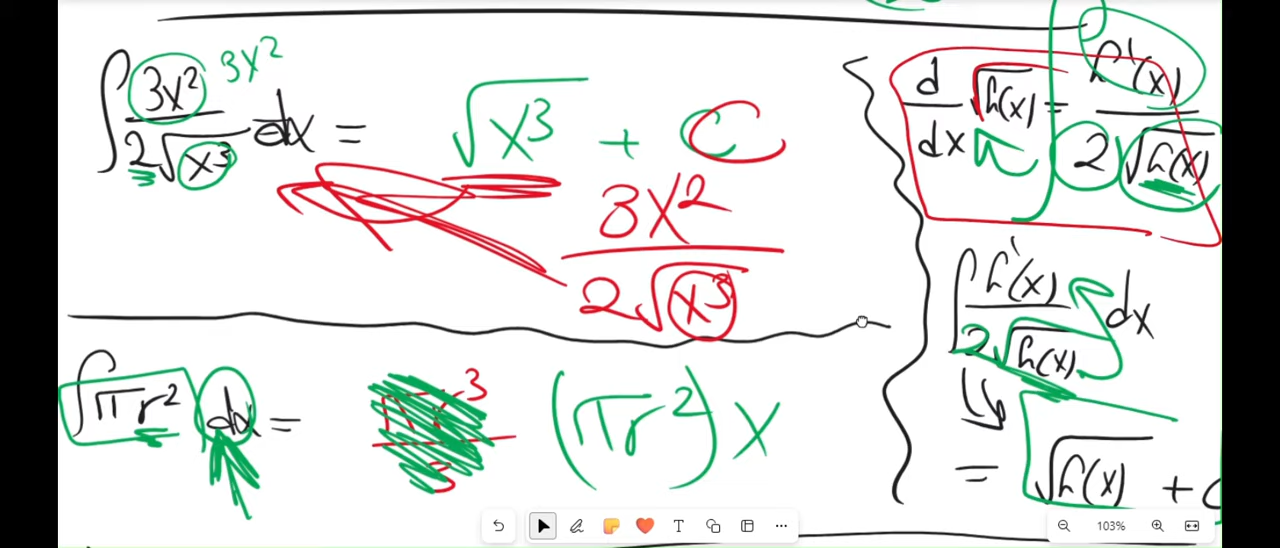 ∫ 3x²/(2√x³) dx = √x³ + C
3x²
3x²/(2√x³)
∫ πr² dx = (πr²)x
d/dx √h(x) = h'(x)/(2√h(x))
∫ h'(x)/(2√h(x)) dx
= √h(x) + C
T
103%